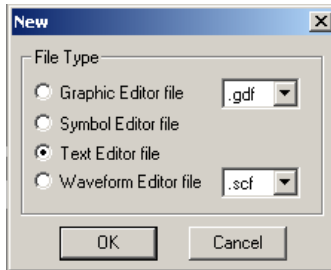 New
File Type
Graphic Editor file .gdf
Symbol Editor file
Text Editor file
Waveform Editor file .scf
OK Cancel